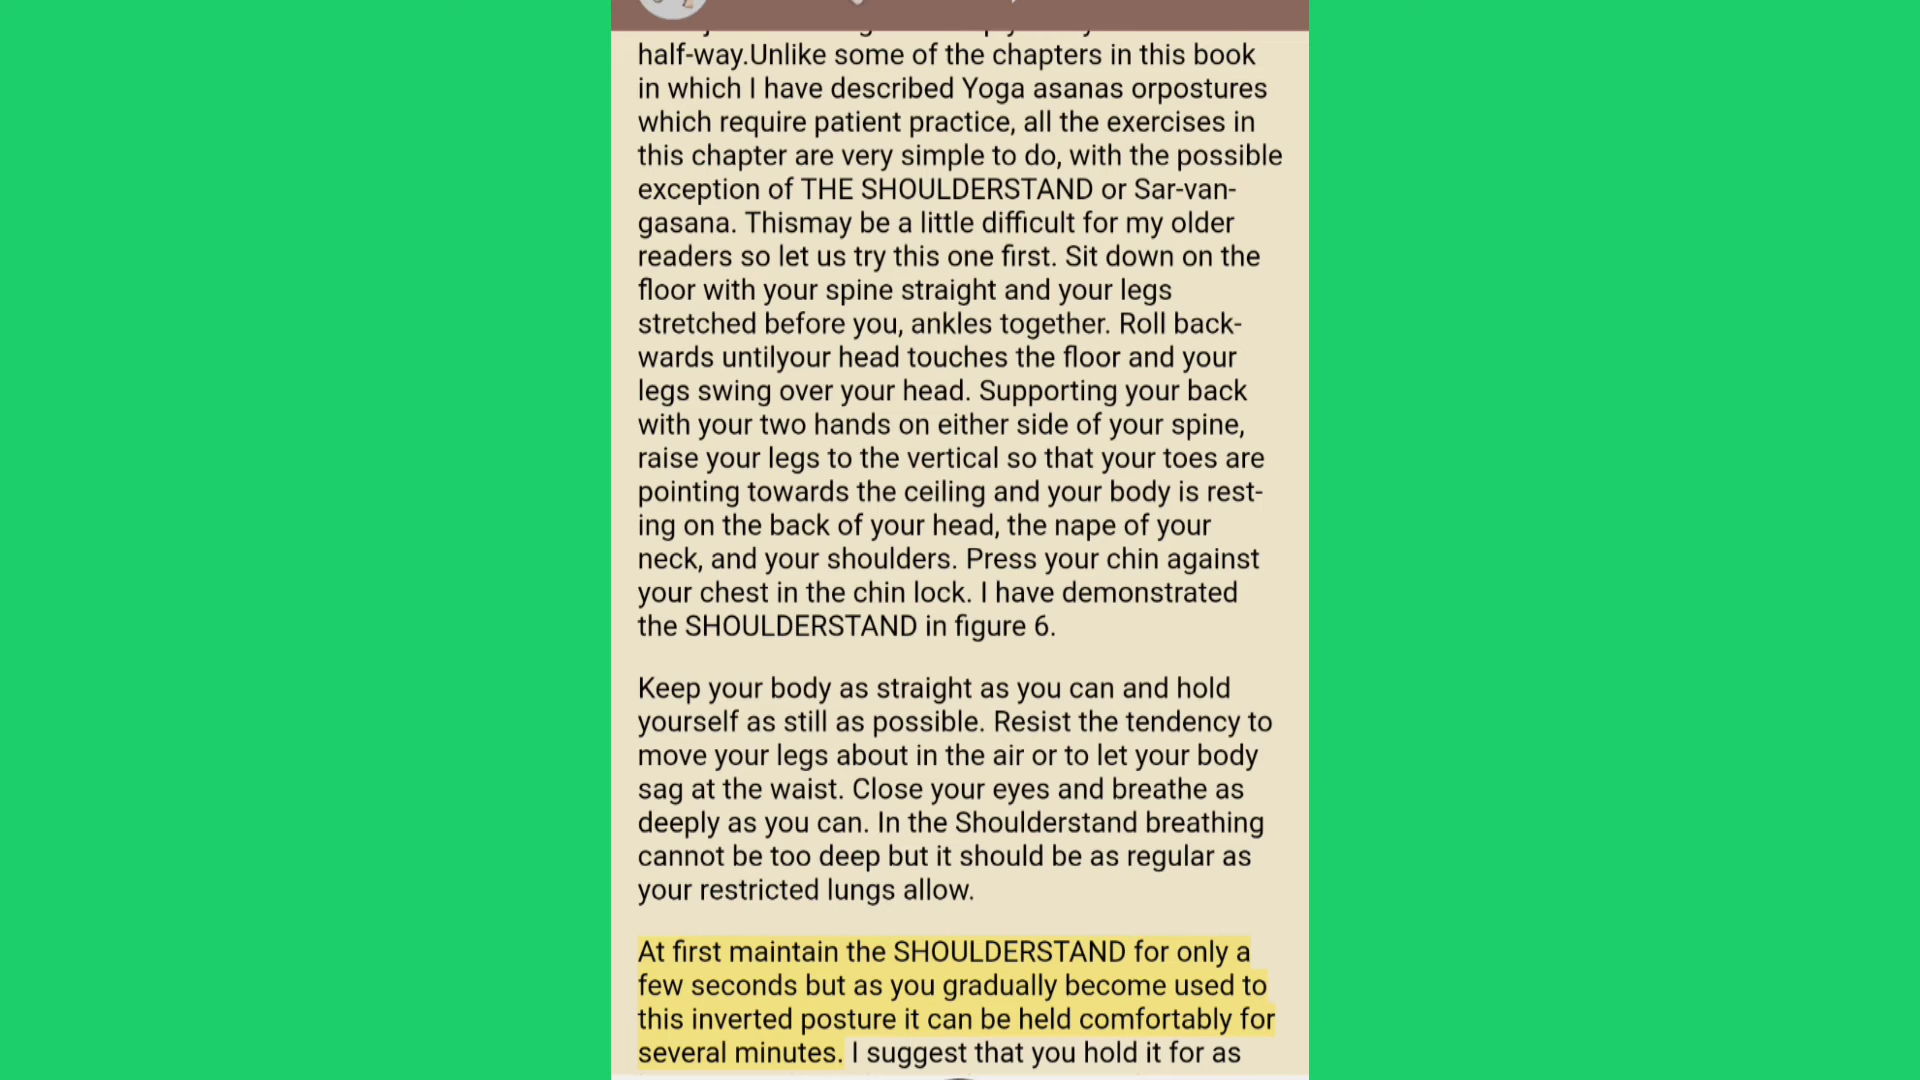 half-way.Unlike some of the chapters in this book
in which I have described Yoga asanas orpostures
which require patient practice, all the exercises in
this chapter are very simple to do, with the possible
exception of THE SHOULDERSTAND or Sar-van-
gasana. Thismay be a little difficult for my older
readers so let us try this one first. Sit down on the
floor with your spine straight and your legs
stretched before you, ankles together. Roll back-
wards untilyour head touches the floor and your
legs swing over your head. Supporting your back
with your two hands on either side of your spine,
raise your legs to the vertical so that your toes are
pointing towards the ceiling and your body is rest-
ing on the back of your head, the nape of your
neck, and your shoulders. Press your chin against
your chest in the chin lock. I have demonstrated
the SHOULDERSTAND in figure 6.
Keep your body as straight as you can and hold
yourself as still as possible. Resist the tendency to
move your legs about in the air or to let your body
sag at the waist. Close your eyes and breathe as
deeply as you can. In the Shoulderstand breathing
cannot be too deep but it should be as regular as
your restricted lungs allow.
At first maintain the SHOULDERSTAND for only a
few seconds but as you gradually become used to
this inverted posture it can be held comfortably for
several minutes. I suggest that you hold it for as